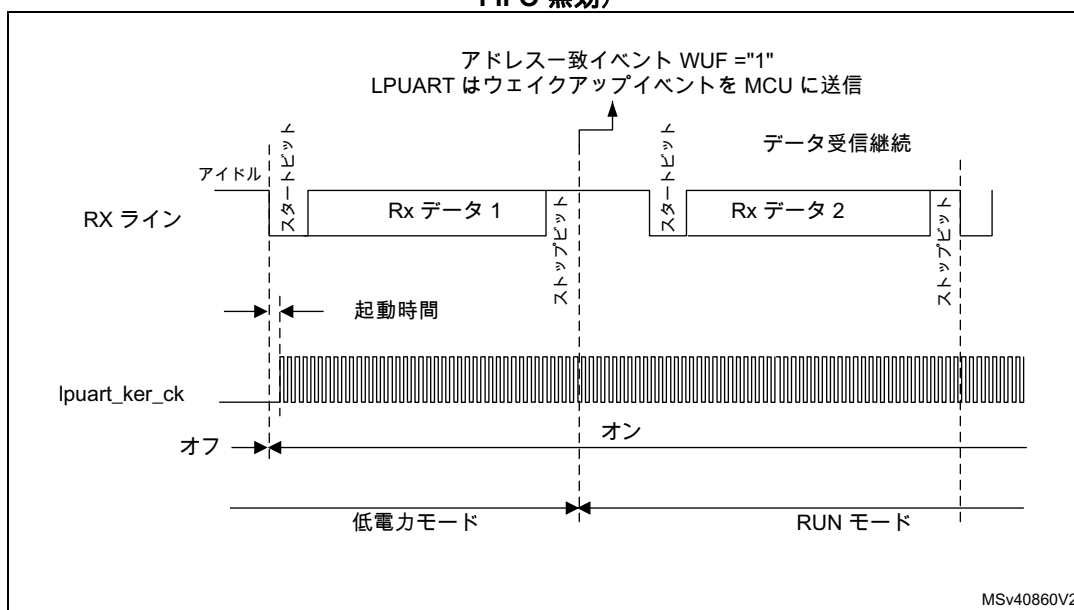 FIFO 無効）
アドレス一致イベント WUF ="1"
LPUART はウェイクアップイベントを MCU に送信
データ受信継続
アイドル
スタートビット
スタートビット
RX ライン
Rx データ 1
ストップビット
Rx データ 2
ストップビット
起動時間
lpuart_ker_ck
オフ
オン
低電力モード
RUN モード
MSv40860V2